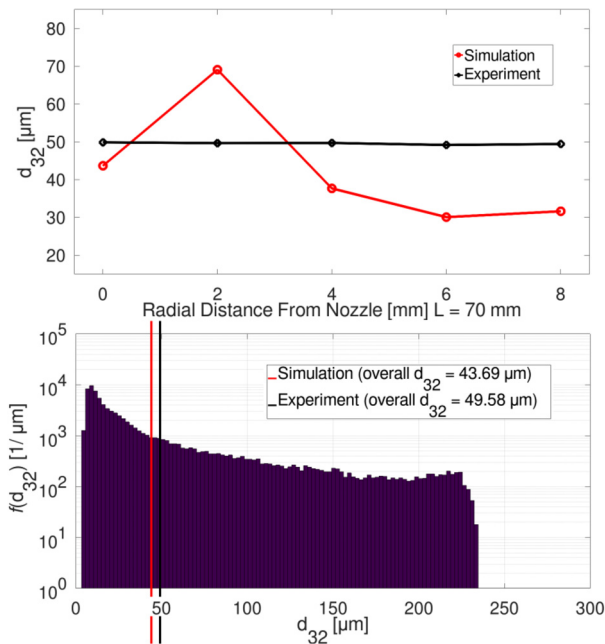 80
70
60
50
40
30
20
d32 [µm]
Simulation
Experiment
0 2 4 6 8
Radial Distance From Nozzle [mm] L = 70 mm
10^5
10^4
10^3
10^2
10^1
10^0
f(d32) [1/ µm]
Simulation (overall d32 = 43.69 µm)
Experiment (overall d32 = 49.58 µm)
0 50 100 150 200 250 300
d32 [µm]